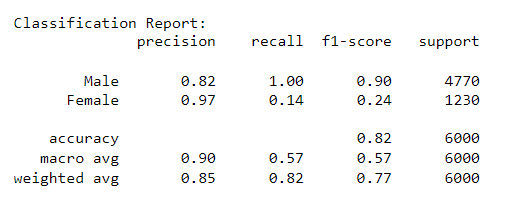 Classification Report:
precision recall f1-score support
Male 0.82 1.00 0.90 4770
Female 0.97 0.14 0.24 1230
accuracy 0.82 6000
macro avg 0.90 0.57 0.57 6000
weighted avg 0.85 0.82 0.77 6000